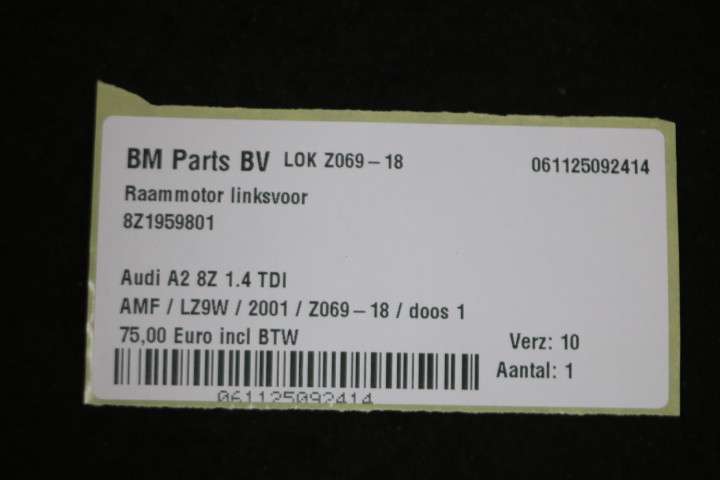 BM Parts BV LOK Z069-18 061125092414
Raammotor linksvoor
8Z1959801
Audi A2 8Z 1.4 TDI
AMF / LZ9W / 2001 / Z069-18 / doos 1
75,00 Euro incl BTW Verz: 10
Aantal: 1
061125092414